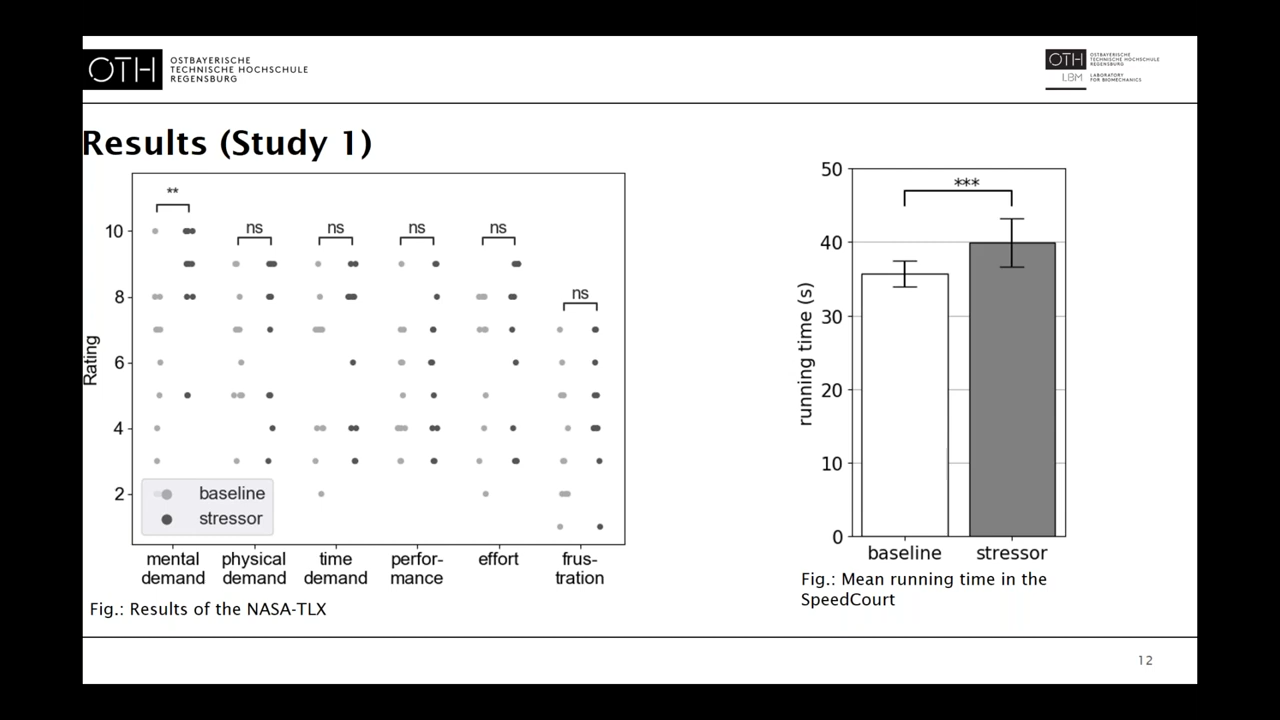 OTH
OSTBAYERISCHE
TECHNISCHE HOCHSCHULE
REGENSBURG
OTH
OSTBAYERISCHE
TECHNISCHE HOCHSCHULE
REGENSBURG
LBM
LABORATORY
FOR BIOMECHANICS
Results (Study 1)
**
ns
ns
ns
ns
ns
10
8
6
4
2
Rating
baseline
stressor
mental
demand
physical
demand
time
demand
perfor-
mance
effort
frus-
tration
Fig.: Results of the NASA-TLX
***
50
40
30
20
10
0
running time (s)
baseline
stressor
Fig.: Mean running time in the
SpeedCourt
12